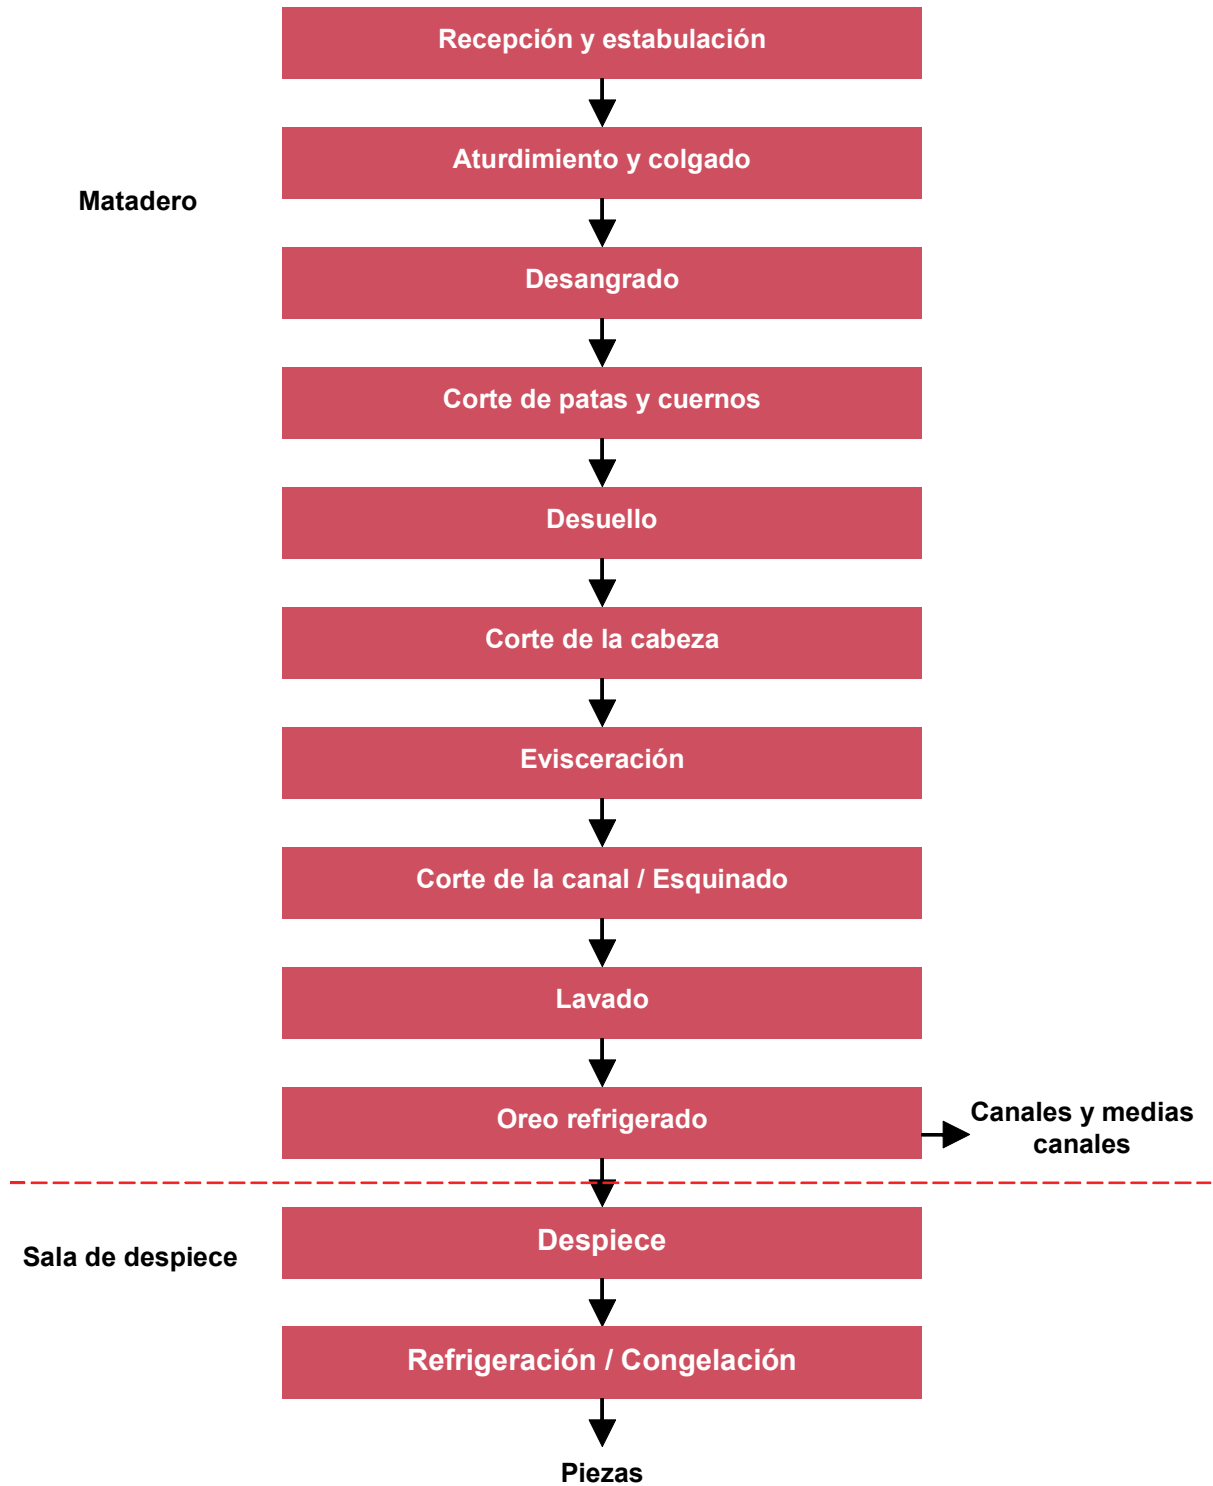 Recepción y estabulación
Aturdimiento y colgado
Matadero
Desangrado
Corte de patas y cuernos
Desuello
Corte de la cabeza
Evisceración
Corte de la canal / Esquinado
Lavado
Oreo refrigerado
Canales y medias
canales
Despiece
Sala de despiece
Refrigeración / Congelación
Piezas